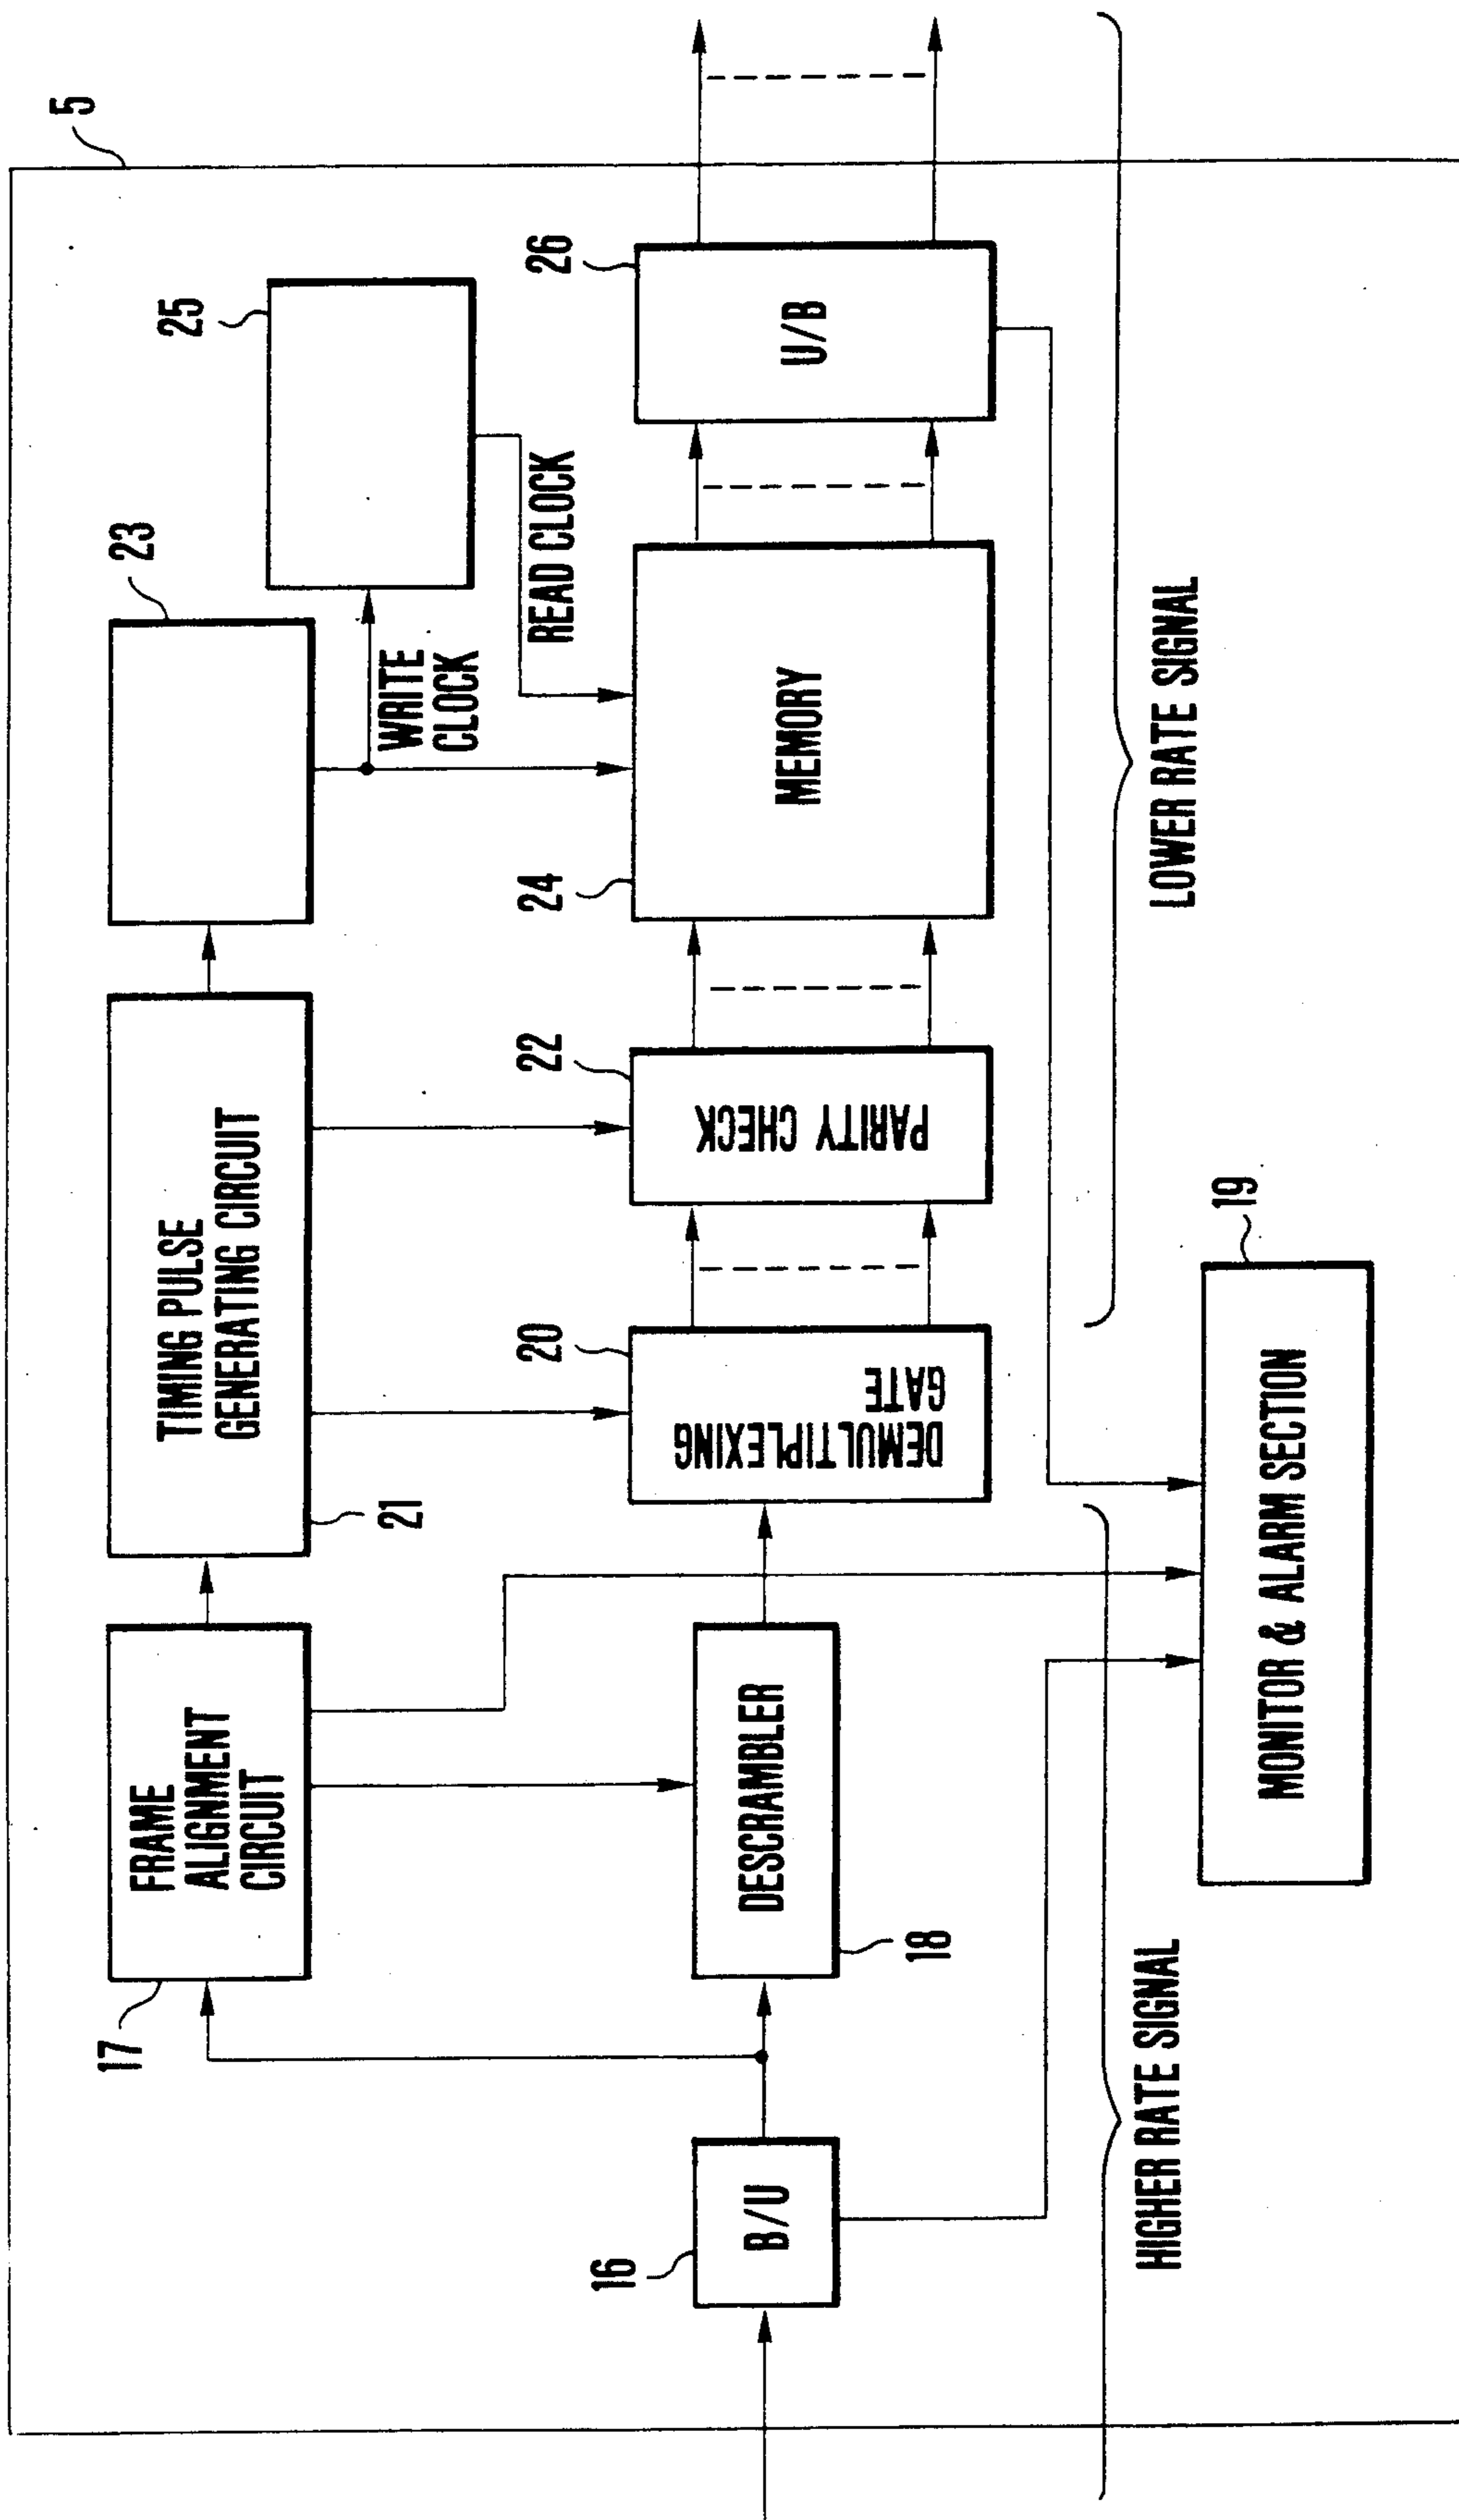 5
23
25
17
FRAME
ALIGNMENT
CIRCUIT
TIMING PULSE
GENERATING CIRCUIT
21
WRITE
CLOCK
READ CLOCK
16
B/U
DESCRAMBLER
18
20
DEMULTIPLEXING
GATE
22
PARITY CHECK
24
MEMORY
26
U/B
HIGHER RATE SIGNAL
LOWER RATE SIGNAL
19
MONITOR & ALARM SECTION